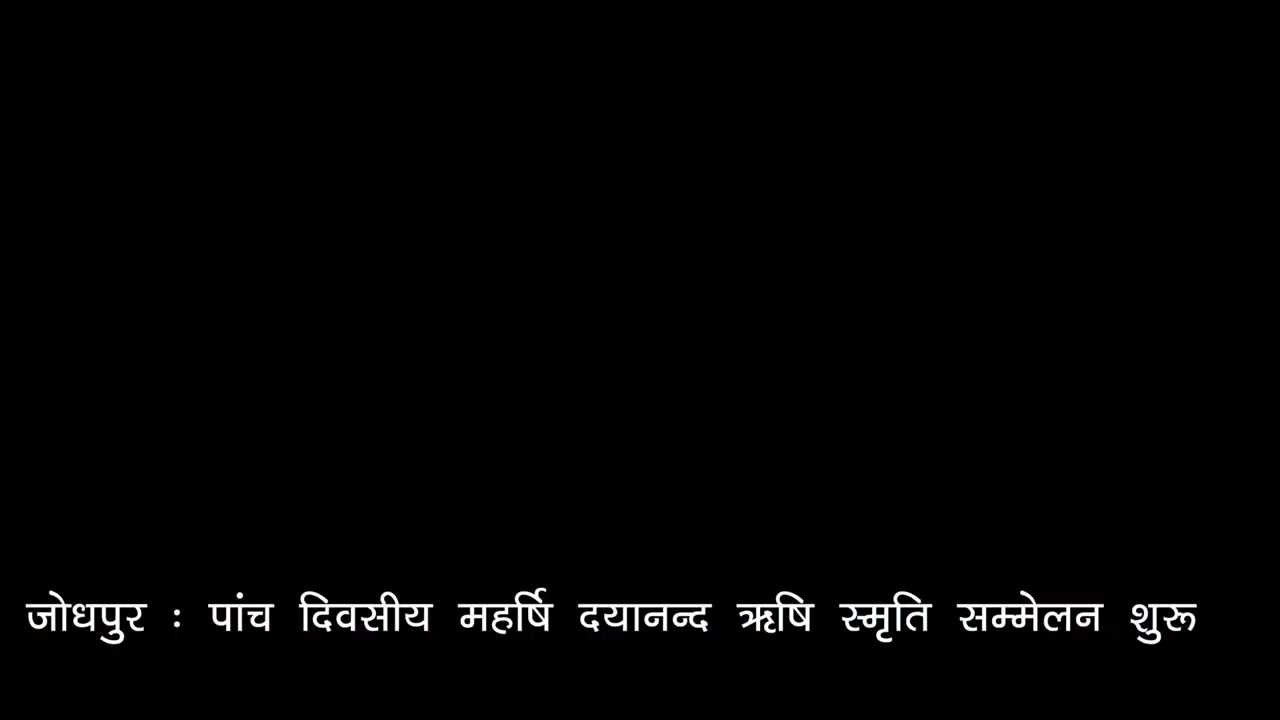 जोधपुर : पांच दिवसीय महर्षि दयानन्द ऋषि स्मृति सम्मेलन शुरू